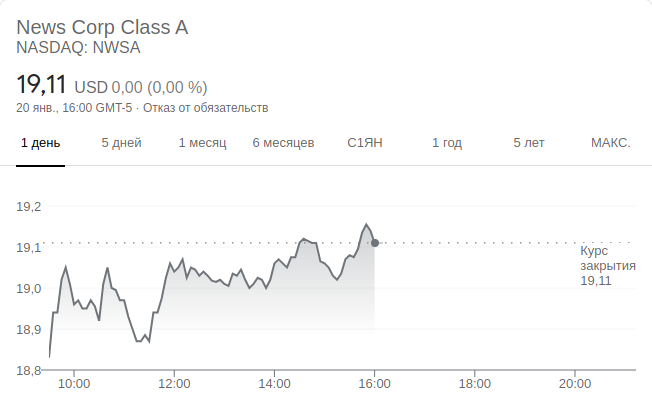 News Corp Class A
NASDAQ: NWSA
19,11 USD 0,00 (0,00 %)
20 янв., 16:00 GMT-5 · Отказ от обязательств
1 день 5 дней 1 месяц 6 месяцев С1ЯН 1 год 5 лет МАКС.
19,2
19,1
19,0
18,9
18,8
Курс
закрытия
19,11
10:00 12:00 14:00 16:00 18:00 20:00